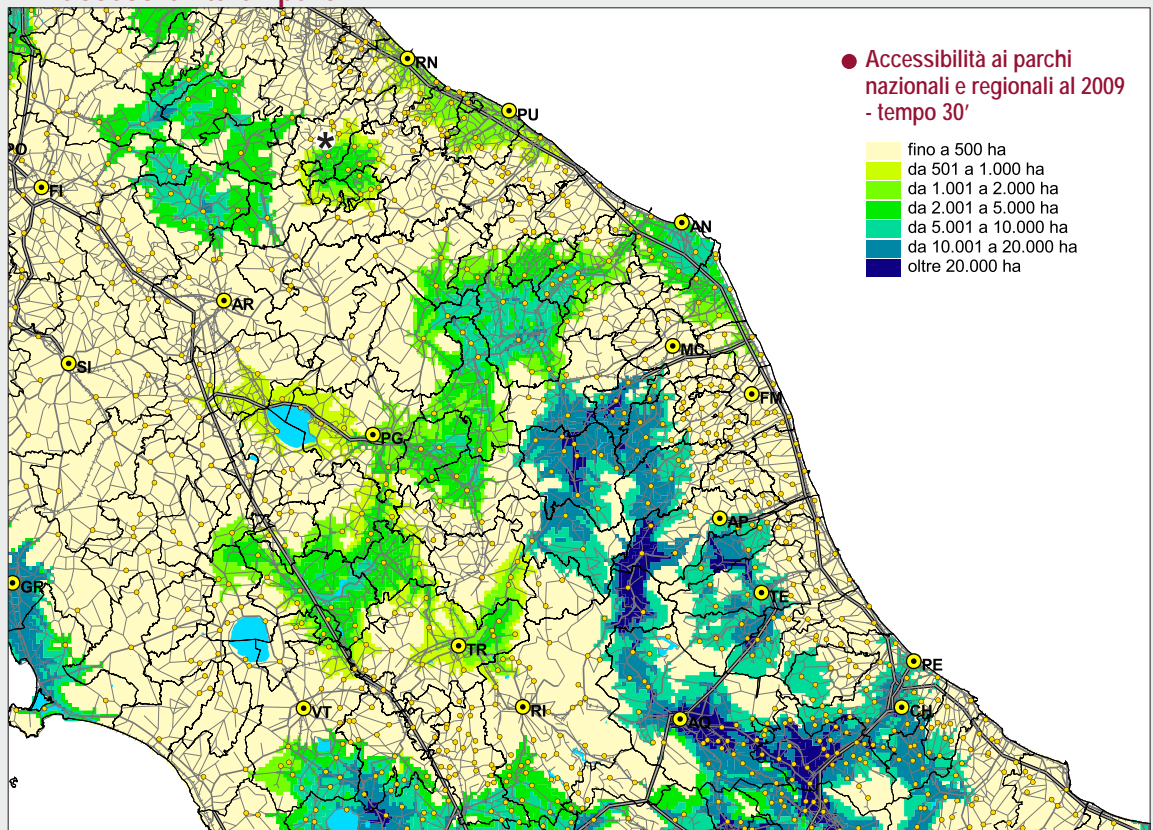 ● Accessibilità ai parchi
nazionali e regionali al 2009
- tempo 30'
fino a 500 ha
da 501 a 1.000 ha
da 1.001 a 2.000 ha
da 2.001 a 5.000 ha
da 5.001 a 10.000 ha
da 10.001 a 20.000 ha
oltre 20.000 ha
RN
PU
*
PO
FI
AN
AR
MC
SI
FM
PG
AP
GR
TE
TR
PE
VT
RI
CH
AQ